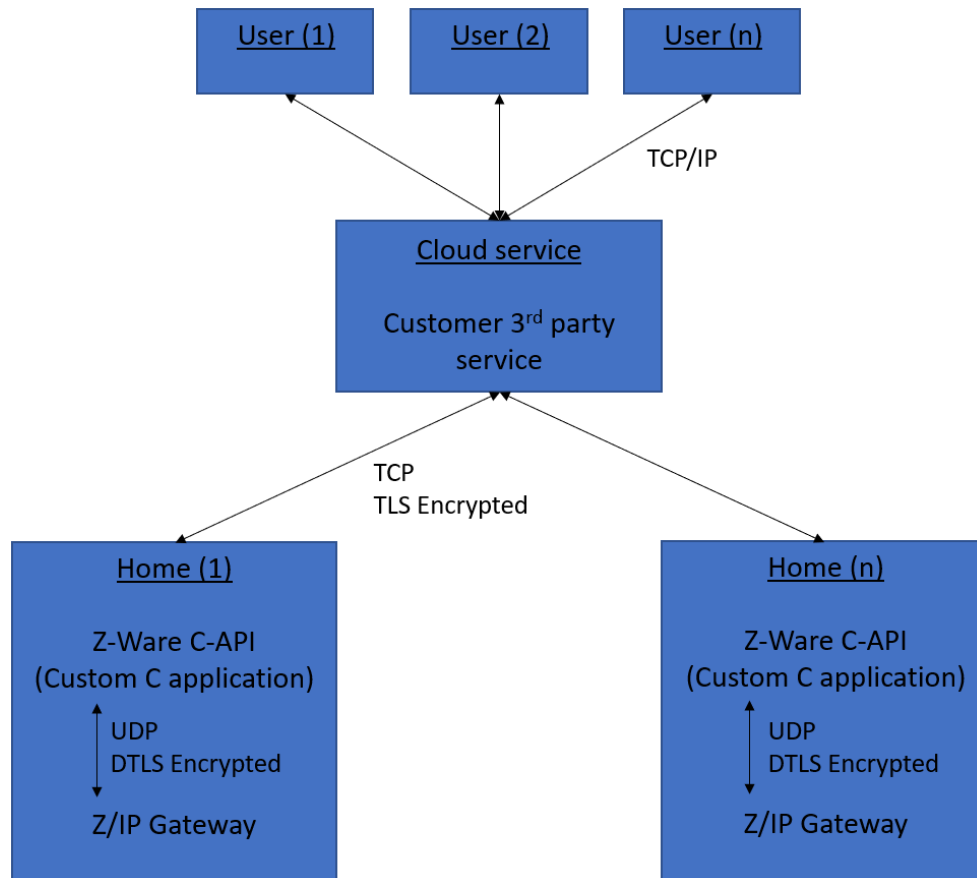 User (1)
User (2)
User (n)
TCP/IP
Cloud service
Customer 3rd party
service
TCP
TLS Encrypted
Home (1)
Z-Ware C-API
(Custom C application)
UDP
DTLS Encrypted
Z/IP Gateway
Home (n)
Z-Ware C-API
(Custom C application)
UDP
DTLS Encrypted
Z/IP Gateway